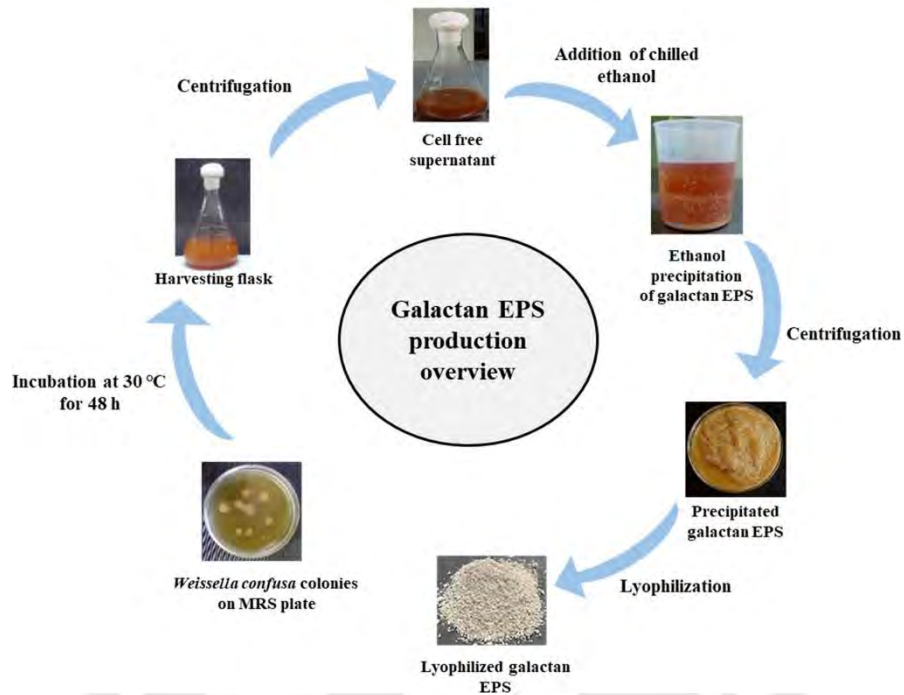 Galactan EPS
production
overview
Weissella confusa colonies
on MRS plate
Incubation at 30 °C
for 48 h
Harvesting flask
Centrifugation
Cell free
supernatant
Addition of chilled
ethanol
Ethanol
precipitation
of galactan EPS
Centrifugation
Precipitated
galactan EPS
Lyophilization
Lyophilized galactan
EPS